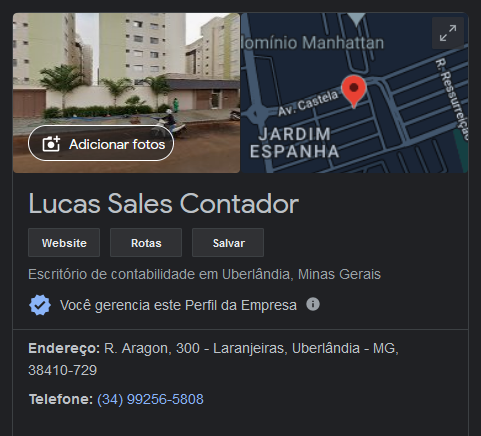 Adicionar fotos
domínio Manhattan
Av. Castela
R. Ressurreição
JARDIM
ESPANHA
Lucas Sales Contador
Website Rotas Salvar
Escritório de contabilidade em Uberlândia, Minas Gerais
Você gerencia este Perfil da Empresa
Endereço: R. Aragon, 300 - Laranjeiras, Uberlândia - MG,
38410-729
Telefone: (34) 99256-5808